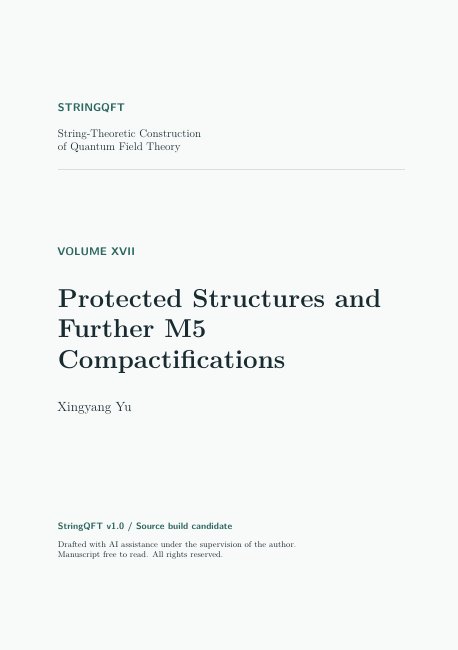 STRINGQFT
String-Theoretic Construction
of Quantum Field Theory
VOLUME XVII
Protected Structures and
Further M5
Compactifications
Xingyang Yu
StringQFT v1.0 / Source build candidate
Drafted with AI assistance under the supervision of the author.
Manuscript free to read. All rights reserved.